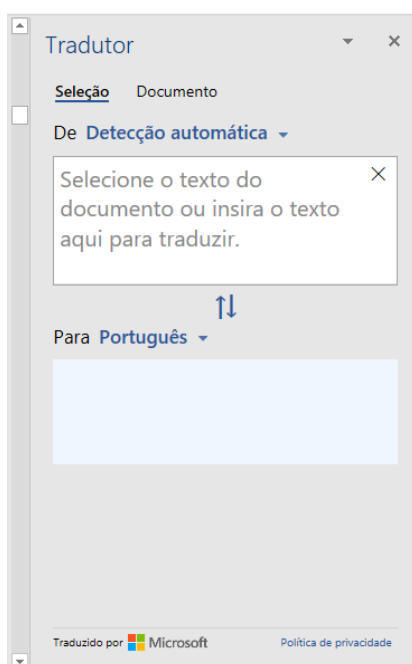 Tradutor
Seleção Documento
De Detecção automática
Selecione o texto do
documento ou insira o texto
aqui para traduzir.
Para Português
Traduzido por Microsoft Política de privacidade